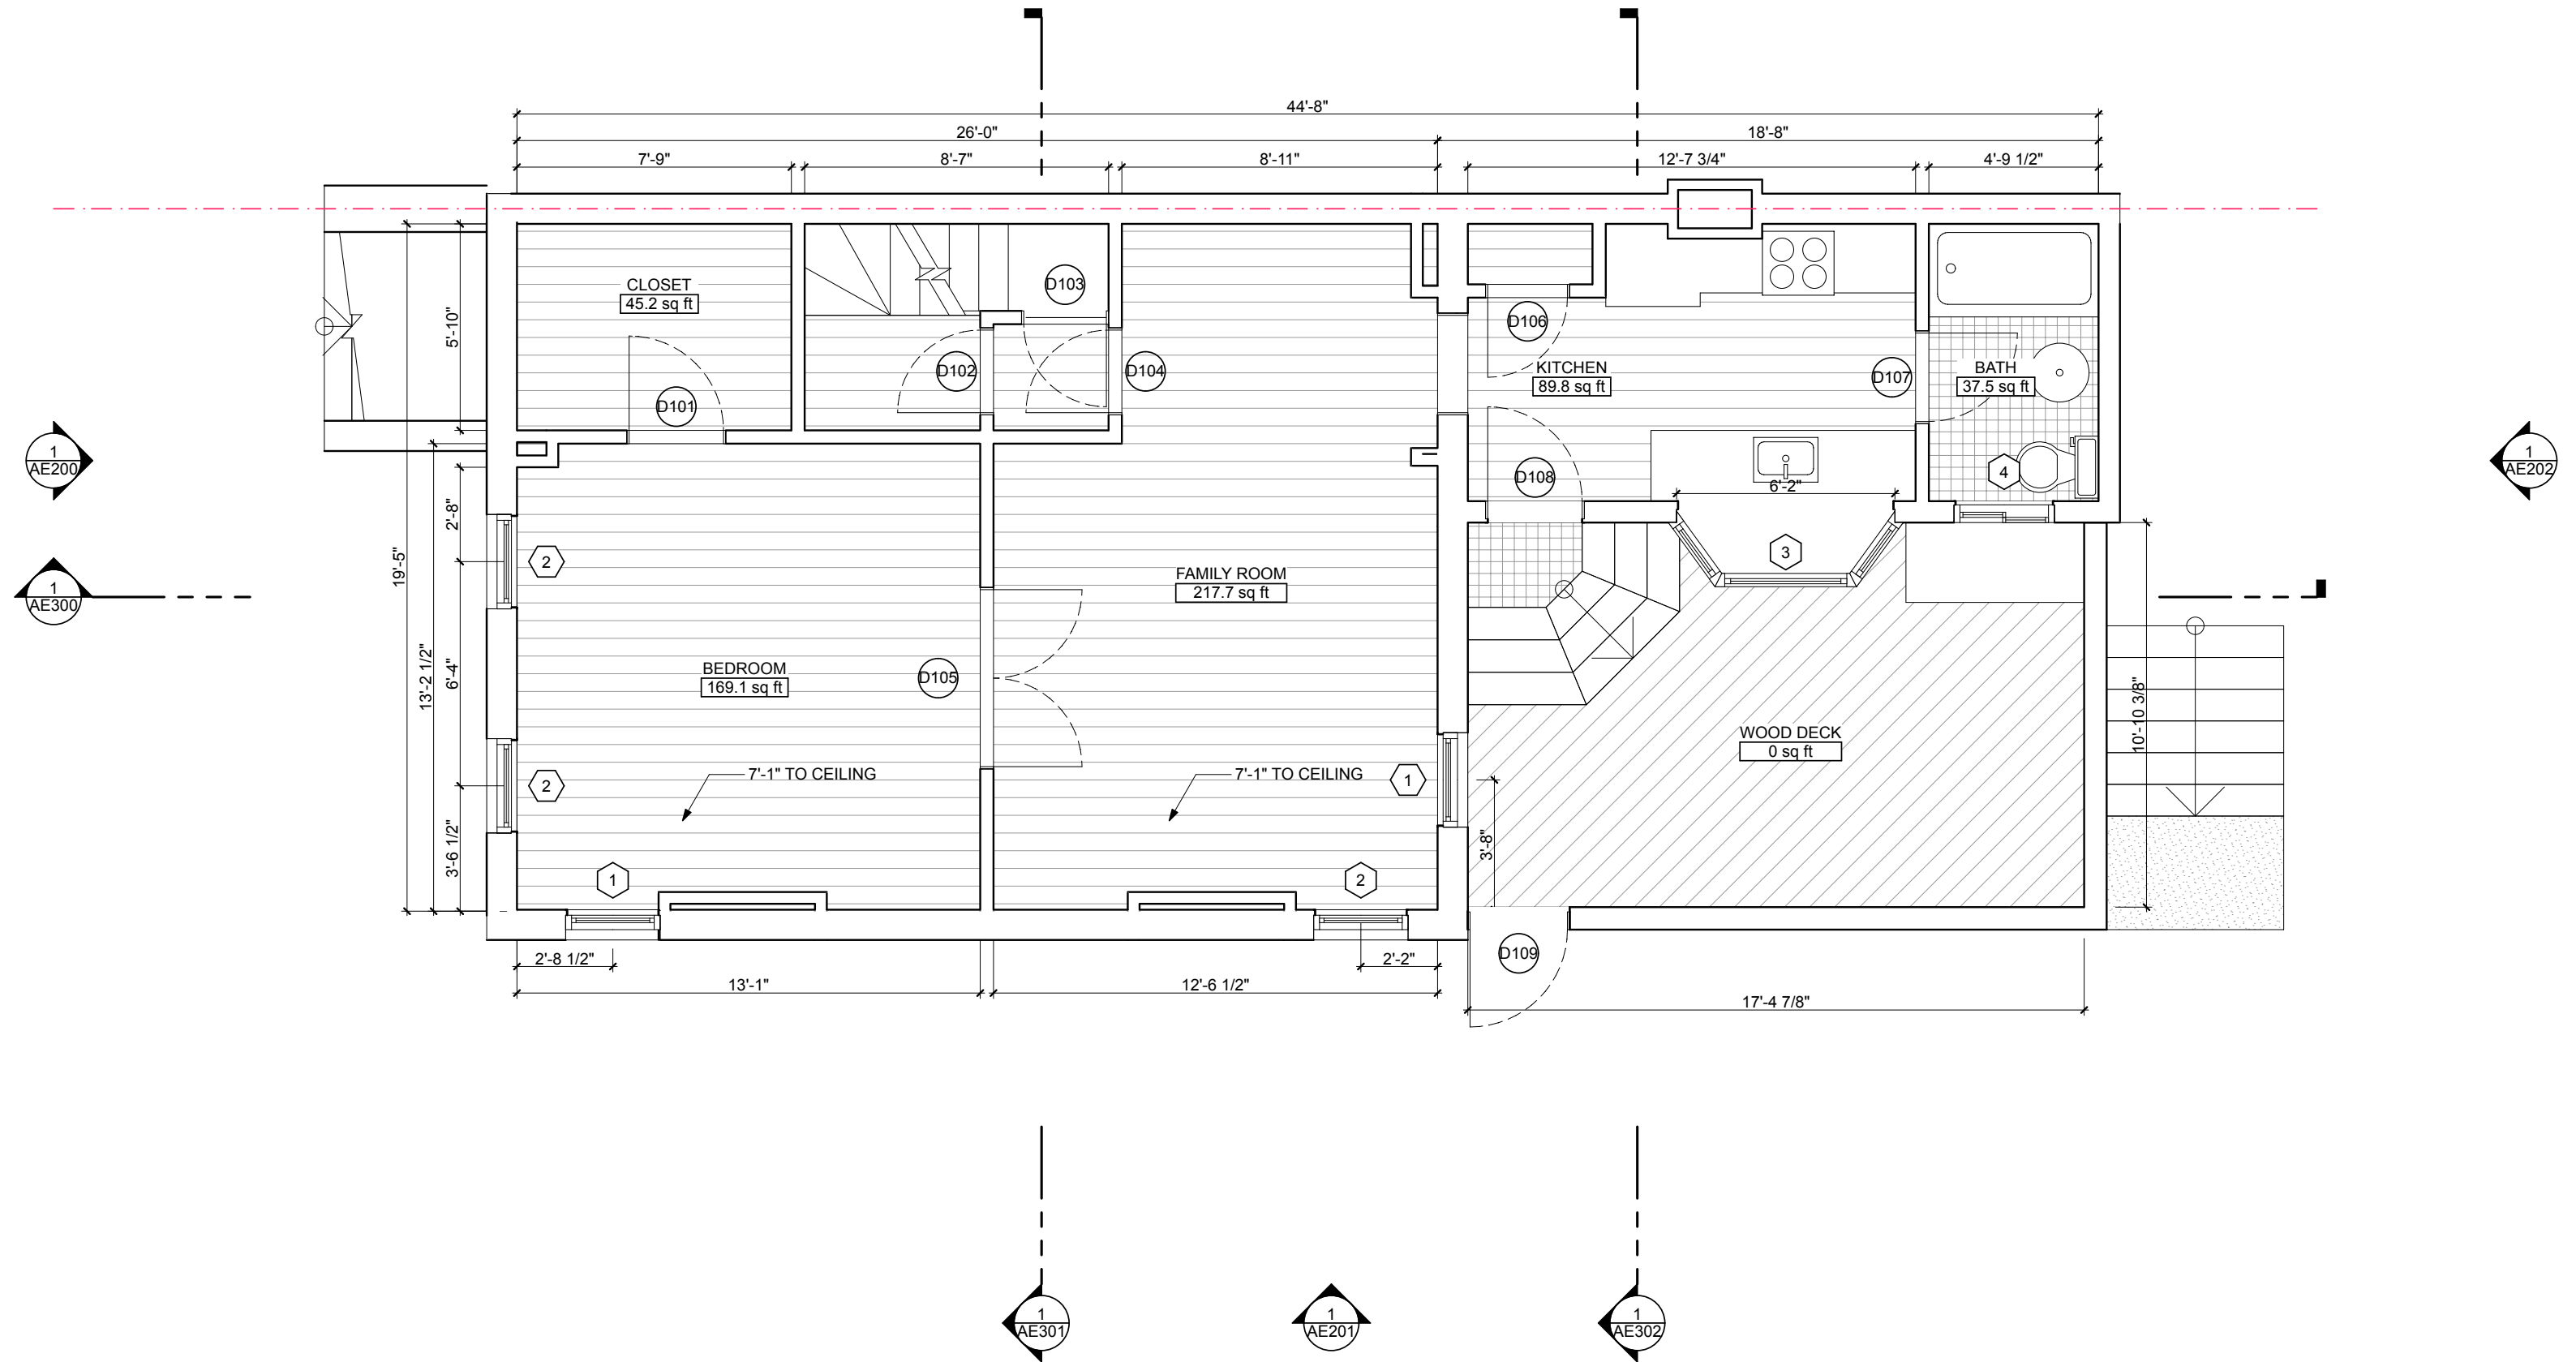 44'-8"
26'-0"
18'-8"
7'-9"
8'-7"
8'-11"
12'-7 3/4"
4'-9 1/2"
CLOSET
45.2 sq ft
D103
D106
5'-10"
D102
D104
KITCHEN
89.8 sq ft
D107
BATH
37.5 sq ft
D101
1
AE200
1
AE202
D108
4
6'-2"
2'-8"
19'-5"
2
3
1
AE300
FAMILY ROOM
217.7 sq ft
13'-2 1/2"
6'-4"
BEDROOM
169.1 sq ft
D105
10'-10 3/8"
WOOD DECK
0 sq ft
2
7'-1" TO CEILING
7'-1" TO CEILING
1
3'-6 1/2"
3'-8"
1
2
2'-8 1/2"
2'-2"
D109
13'-1"
12'-6 1/2"
17'-4 7/8"
1
AE301
1
AE201
1
AE302